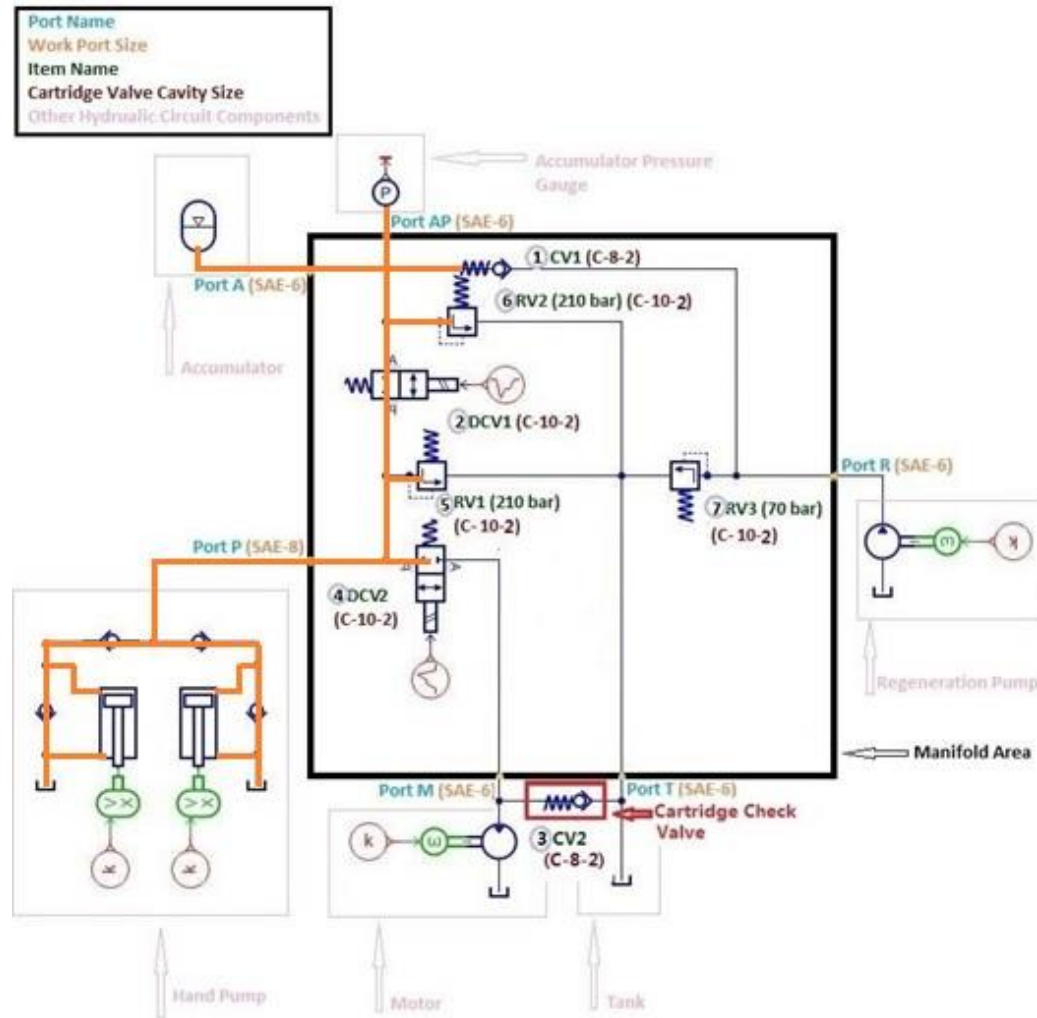 Port Name
Work Port Size
Item Name
Cartridge Valve Cavity Size
Other Hydrualic Circuit Components
Accumulator Pressure
Gauge
P
Port AP (SAE-6)
Port A (SAE-6)
1 CV1 (C-8-2)
6 RV2 (210 bar) (C-10-2)
Accumulator
A
P
2 DCV1 (C-10-2)
Port R (SAE-6)
5 RV1 (210 bar)
(C-10-2)
7 RV3 (70 bar)
(C-10-2)
Port P (SAE-8)
P
A
ω
k
4 DCV2
(C-10-2)
Regeneration Pump
Manifold Area
Port M (SAE-6)
Port T (SAE-6)
Cartridge Check
Valve
V X
V X
k
ω
3 CV2
(C-8-2)
k
k
Hand Pump
Motor
Tank